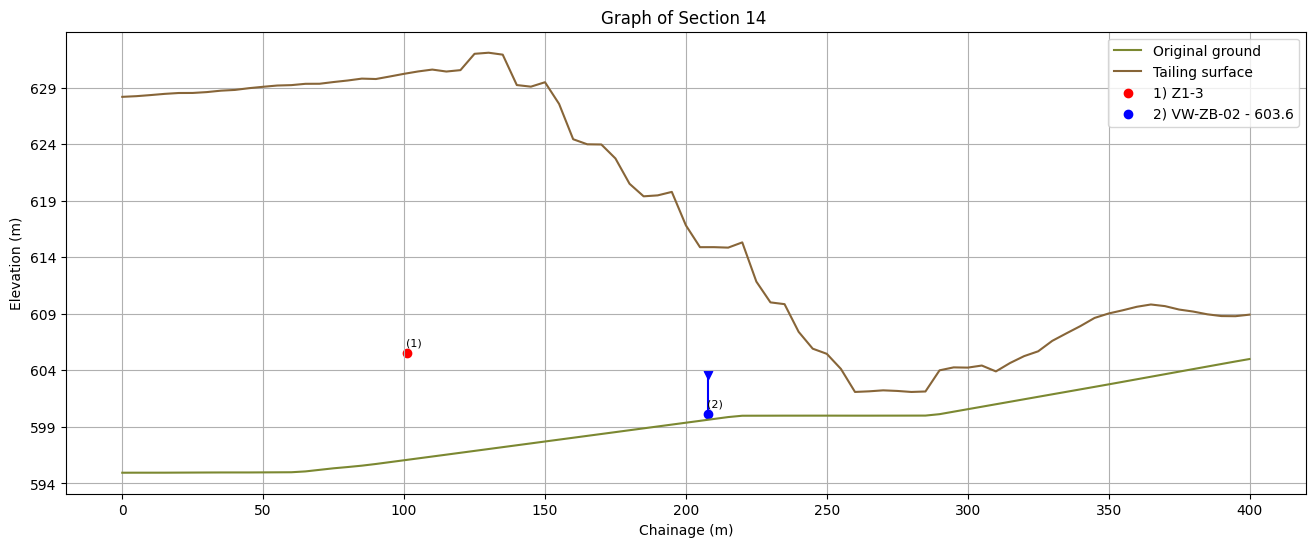 Graph of Section 14
Original ground
Tailing surface
1) Z1-3
2) VW-ZB-02 - 603.6
Elevation (m)
629
624
619
614
609
604
599
594
(1)
(2)
0 50 100 150 200 250 300 350 400
Chainage (m)